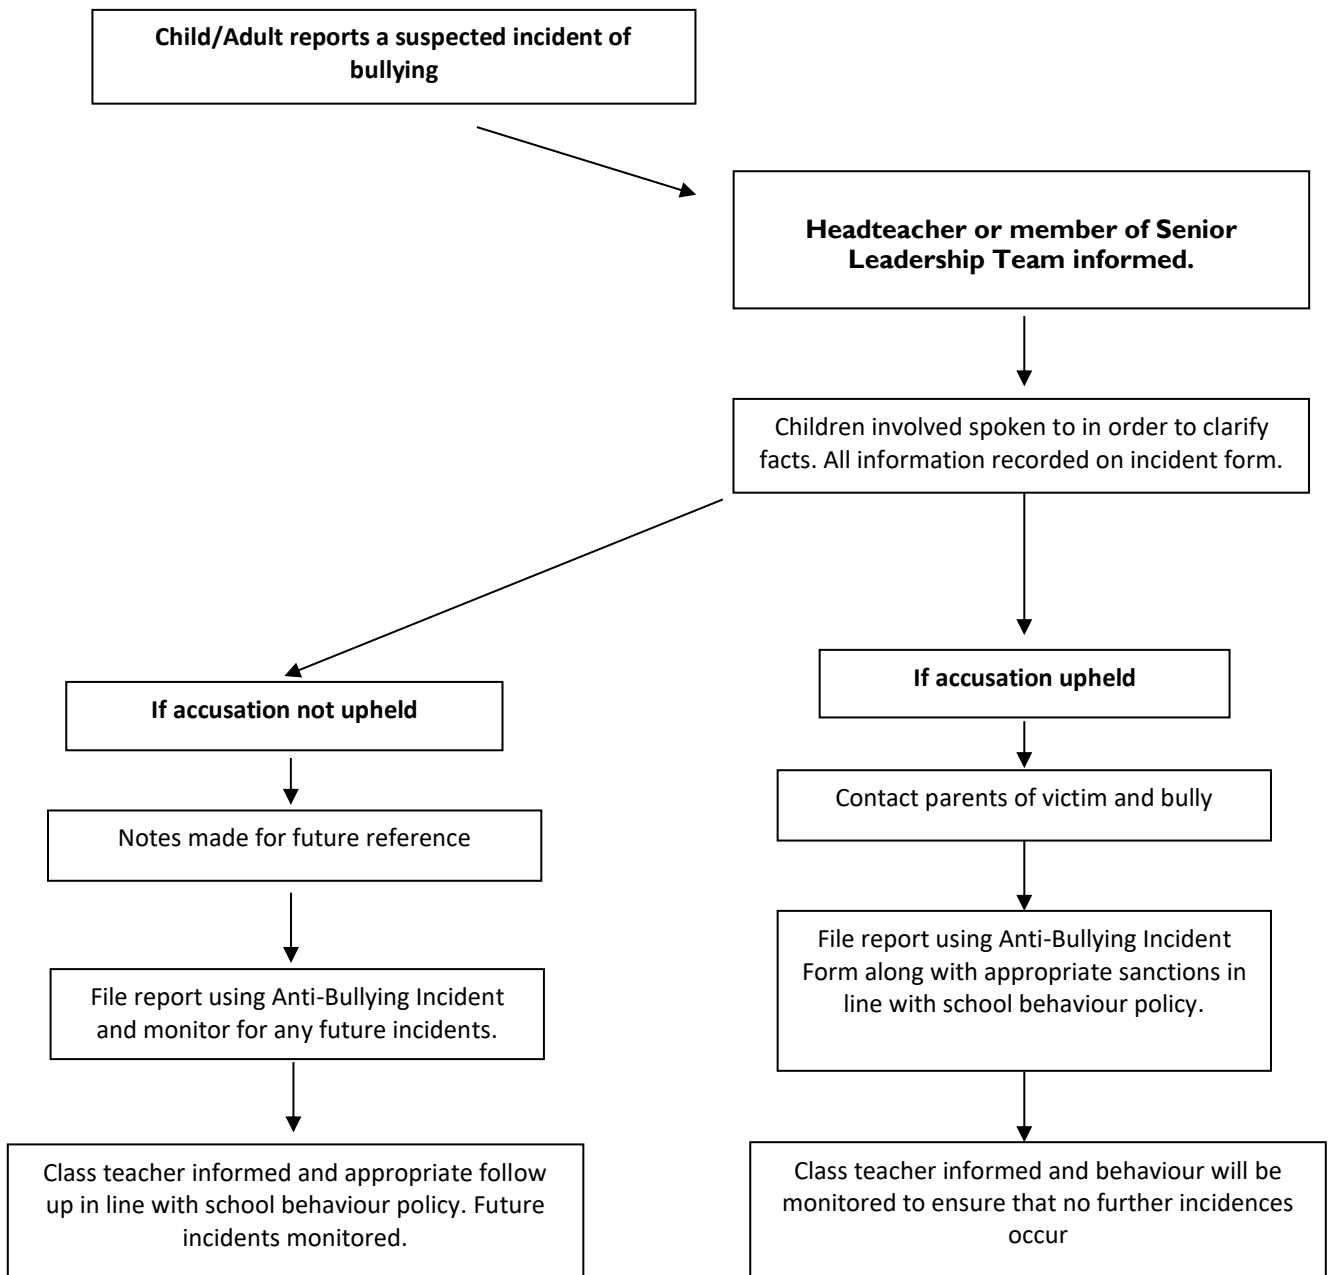 Child/Adult reports a suspected incident of
bullying
Headteacher or member of Senior
Leadership Team informed.
Children involved spoken to in order to clarify
facts. All information recorded on incident form.
If accusation not upheld
Notes made for future reference
File report using Anti-Bullying Incident
and monitor for any future incidents.
Class teacher informed and appropriate follow
up in line with school behaviour policy. Future
incidents monitored.
If accusation upheld
Contact parents of victim and bully
File report using Anti-Bullying Incident
Form along with appropriate sanctions in
line with school behaviour policy.
Class teacher informed and behaviour will be
monitored to ensure that no further incidences
occur